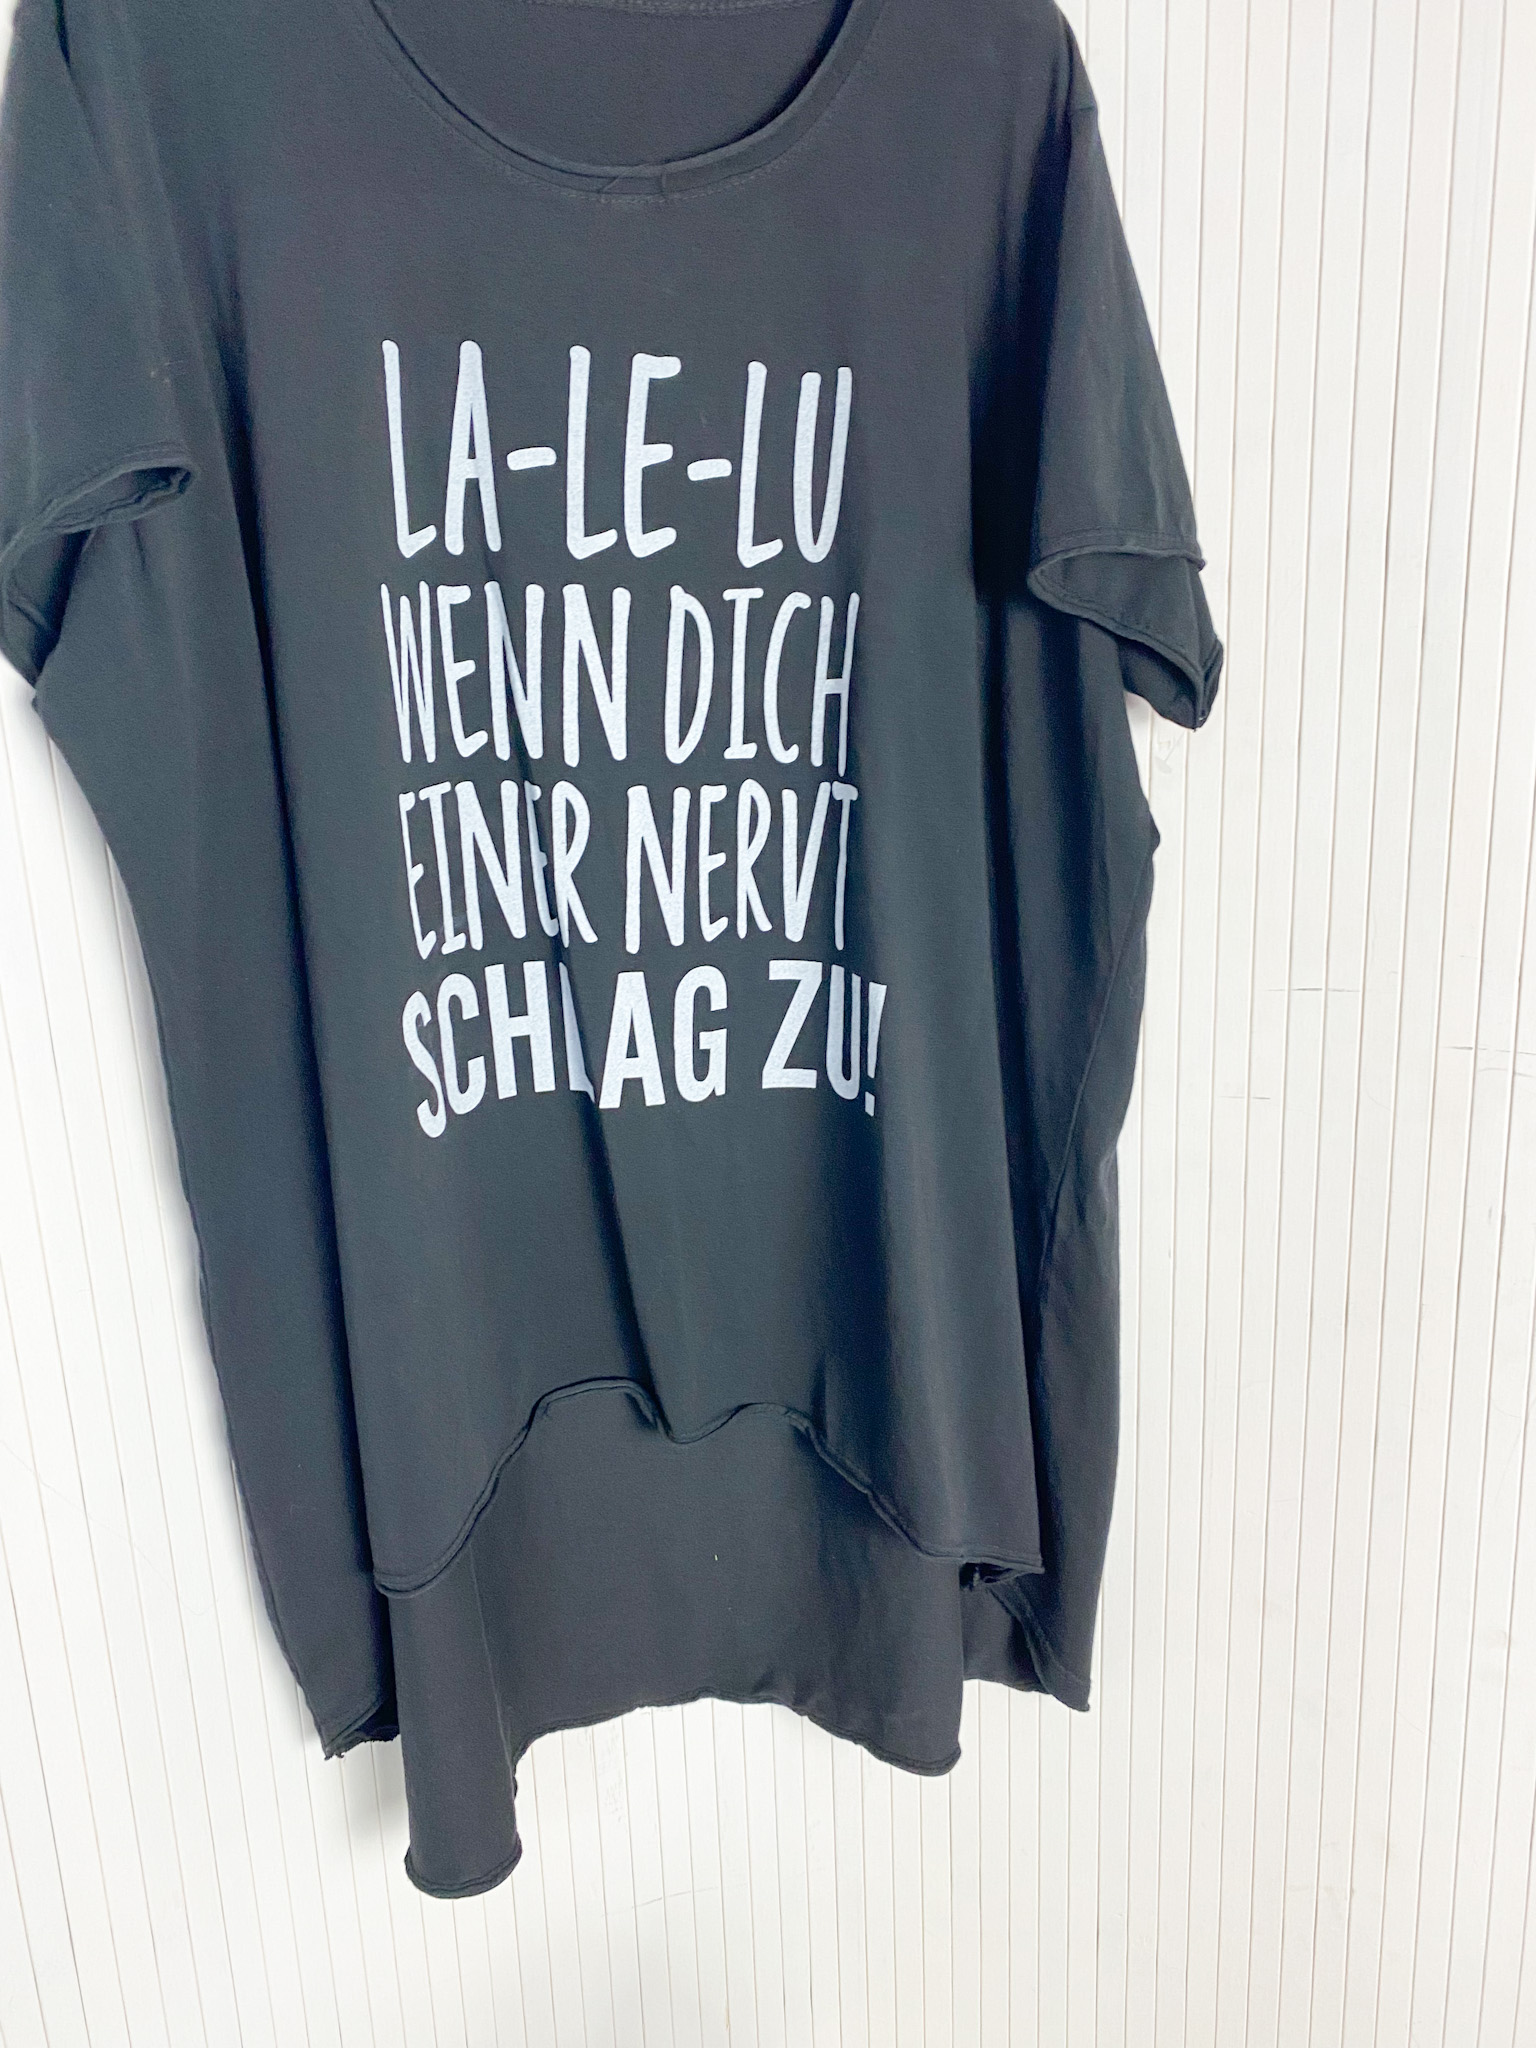 LA-LE-LU
WENN DICH
EINER NERVT
SCHLAG ZU!